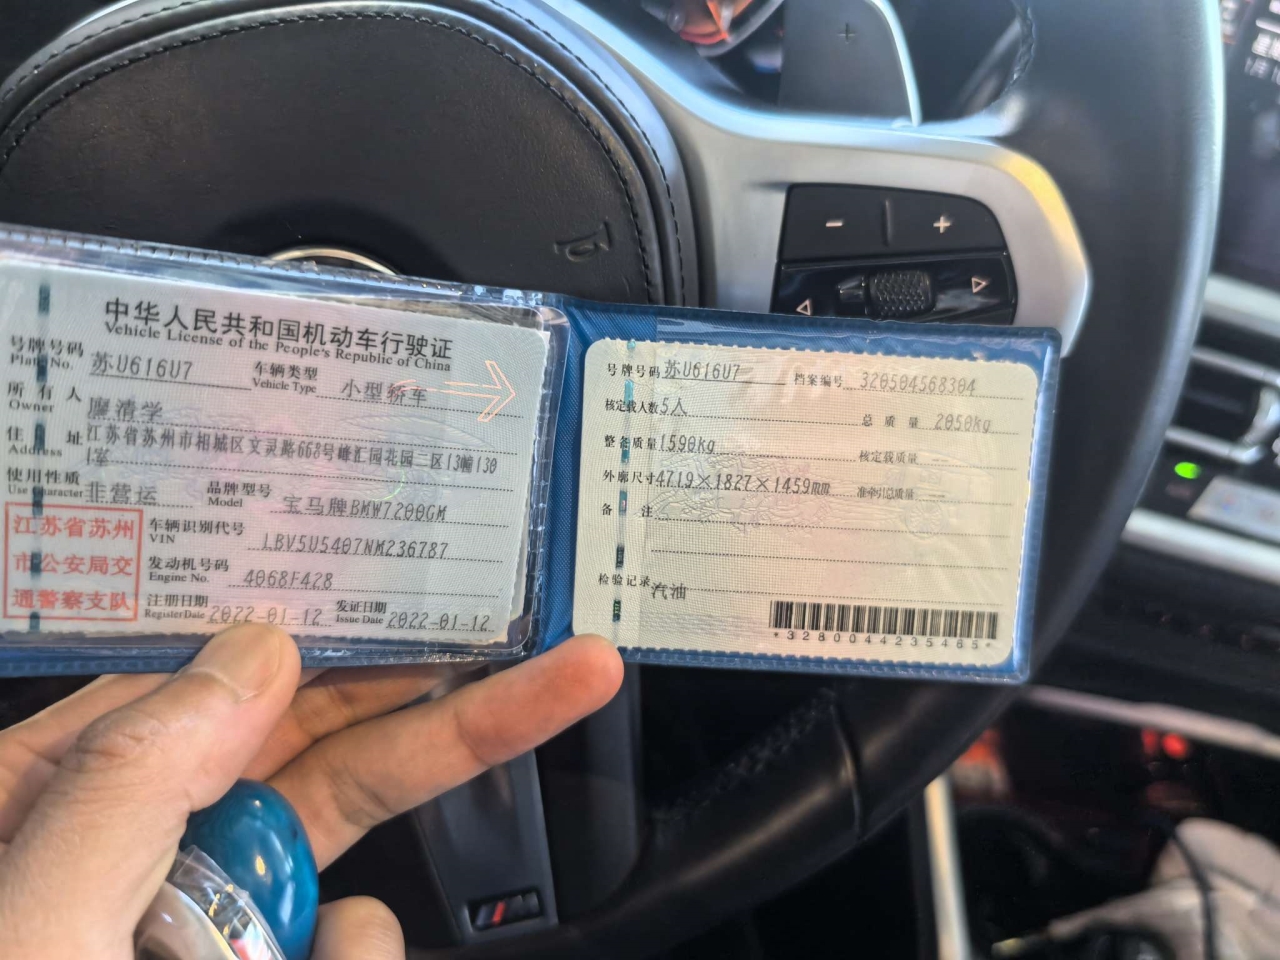 中华人民共和国机动车行驶证
Vehicle License of the People's Republic of China
号牌号码 苏U616U7 车辆类型 小型轿车
Plate No. Vehicle Type
所有人
Owner
住址 江苏省苏州市相城区文灵路668号峰汇园花园二区13幢130
Address 1室
使用性质 非营运 品牌型号 宝马牌BMW7200GM
Use Character Model
江苏省苏州
市公安局交
通警察支队
车辆识别代号 LBV5U5407NM236787
VIN
发动机号码 4068F428
Engine No.
注册日期 2022-01-12 发证日期 2022-01-12
Register Date Issue Date
号牌号码 苏U616U7 档案编号 320504568304
核定载人数 5人 总质量 2050kg
整备质量 1590kg 核定载质量 --
外廓尺寸 4719×1827×1459mm 准牵引总质量 --
备注
检验记录 汽油
*3280044235465*
- +
+